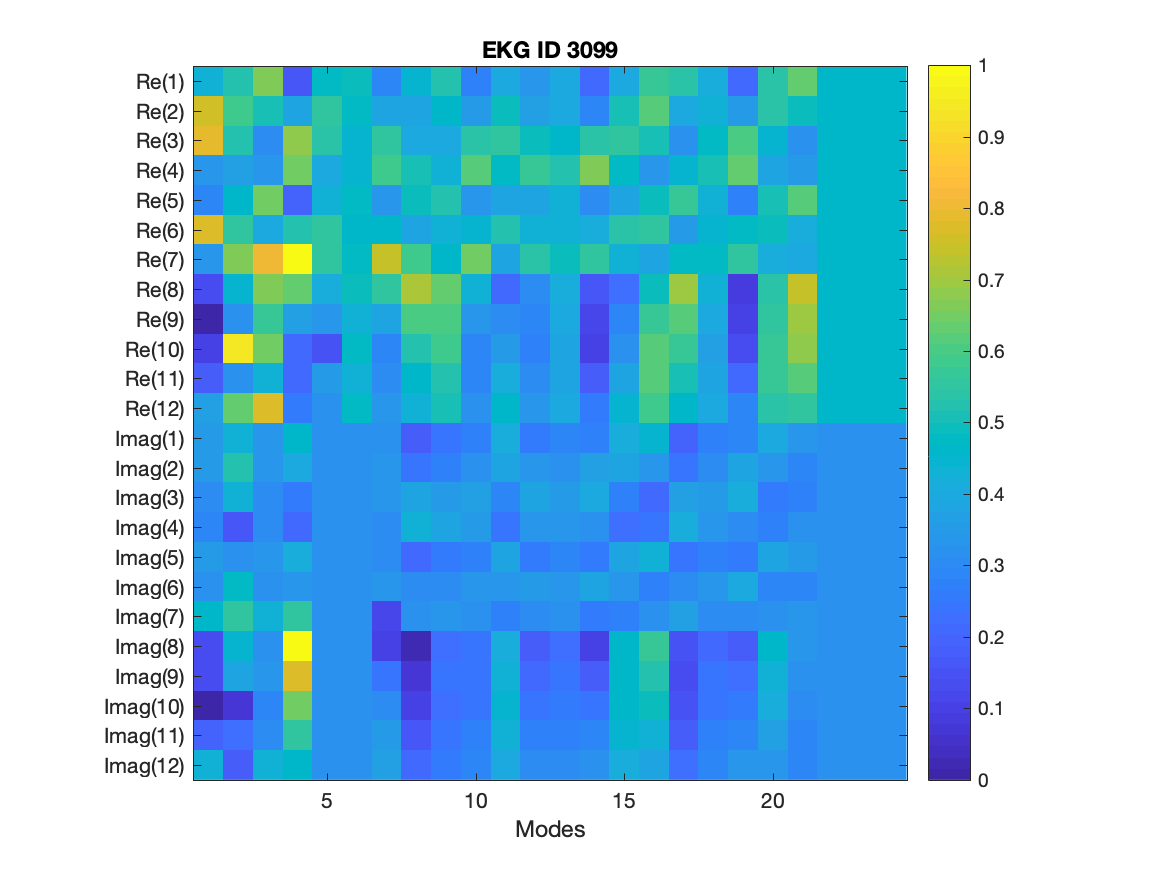 EKG ID 3099
Re(1)
Re(2)
Re(3)
Re(4)
Re(5)
Re(6)
Re(7)
Re(8)
Re(9)
Re(10)
Re(11)
Re(12)
Imag(1)
Imag(2)
Imag(3)
Imag(4)
Imag(5)
Imag(6)
Imag(7)
Imag(8)
Imag(9)
Imag(10)
Imag(11)
Imag(12)
5 10 15 20
Modes
1
0.9
0.8
0.7
0.6
0.5
0.4
0.3
0.2
0.1
0